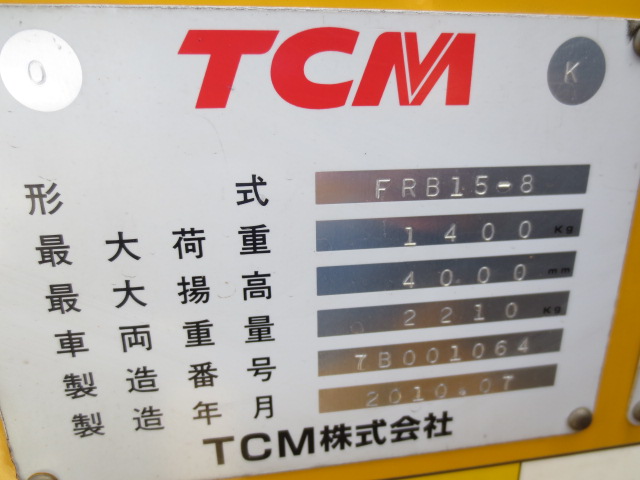 O TCM K
形式 FRB15-8
最大荷重 1400 Kg
最大揚高 4000 mm
車両重量 2210 Kg
製造番号 7B001064
製造年月 2010.07
TCM株式会社